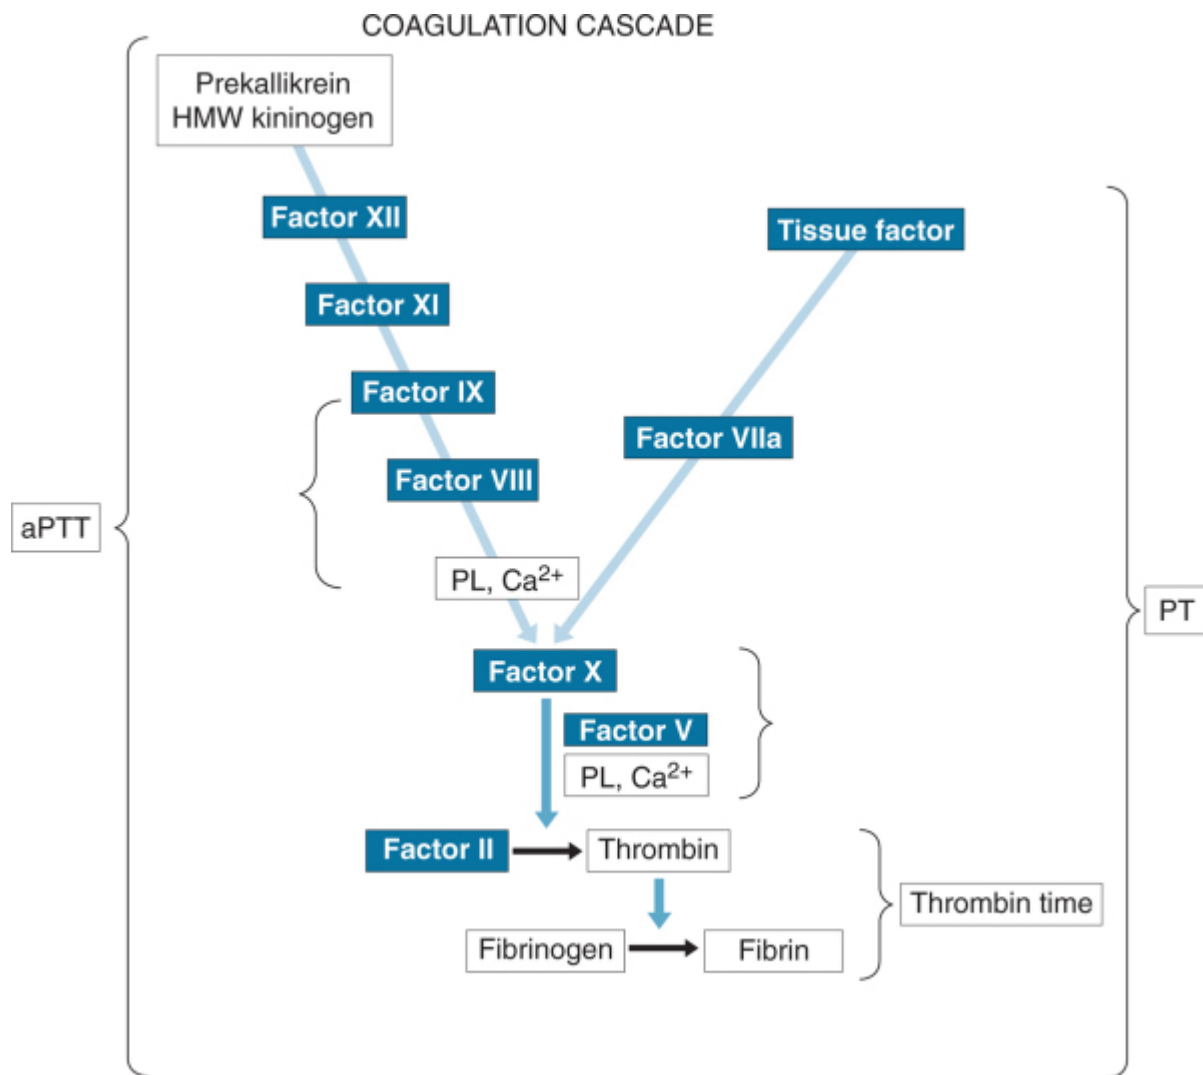 COAGULATION CASCADE
Prekallikrein
HMW kininogen
Factor XII
Tissue factor
Factor XI
Factor IX
Factor VIIa
Factor VIII
aPTT
PL, Ca²⁺
PT
Factor X
Factor V
PL, Ca²⁺
Factor II
Thrombin
Thrombin time
Fibrinogen
Fibrin